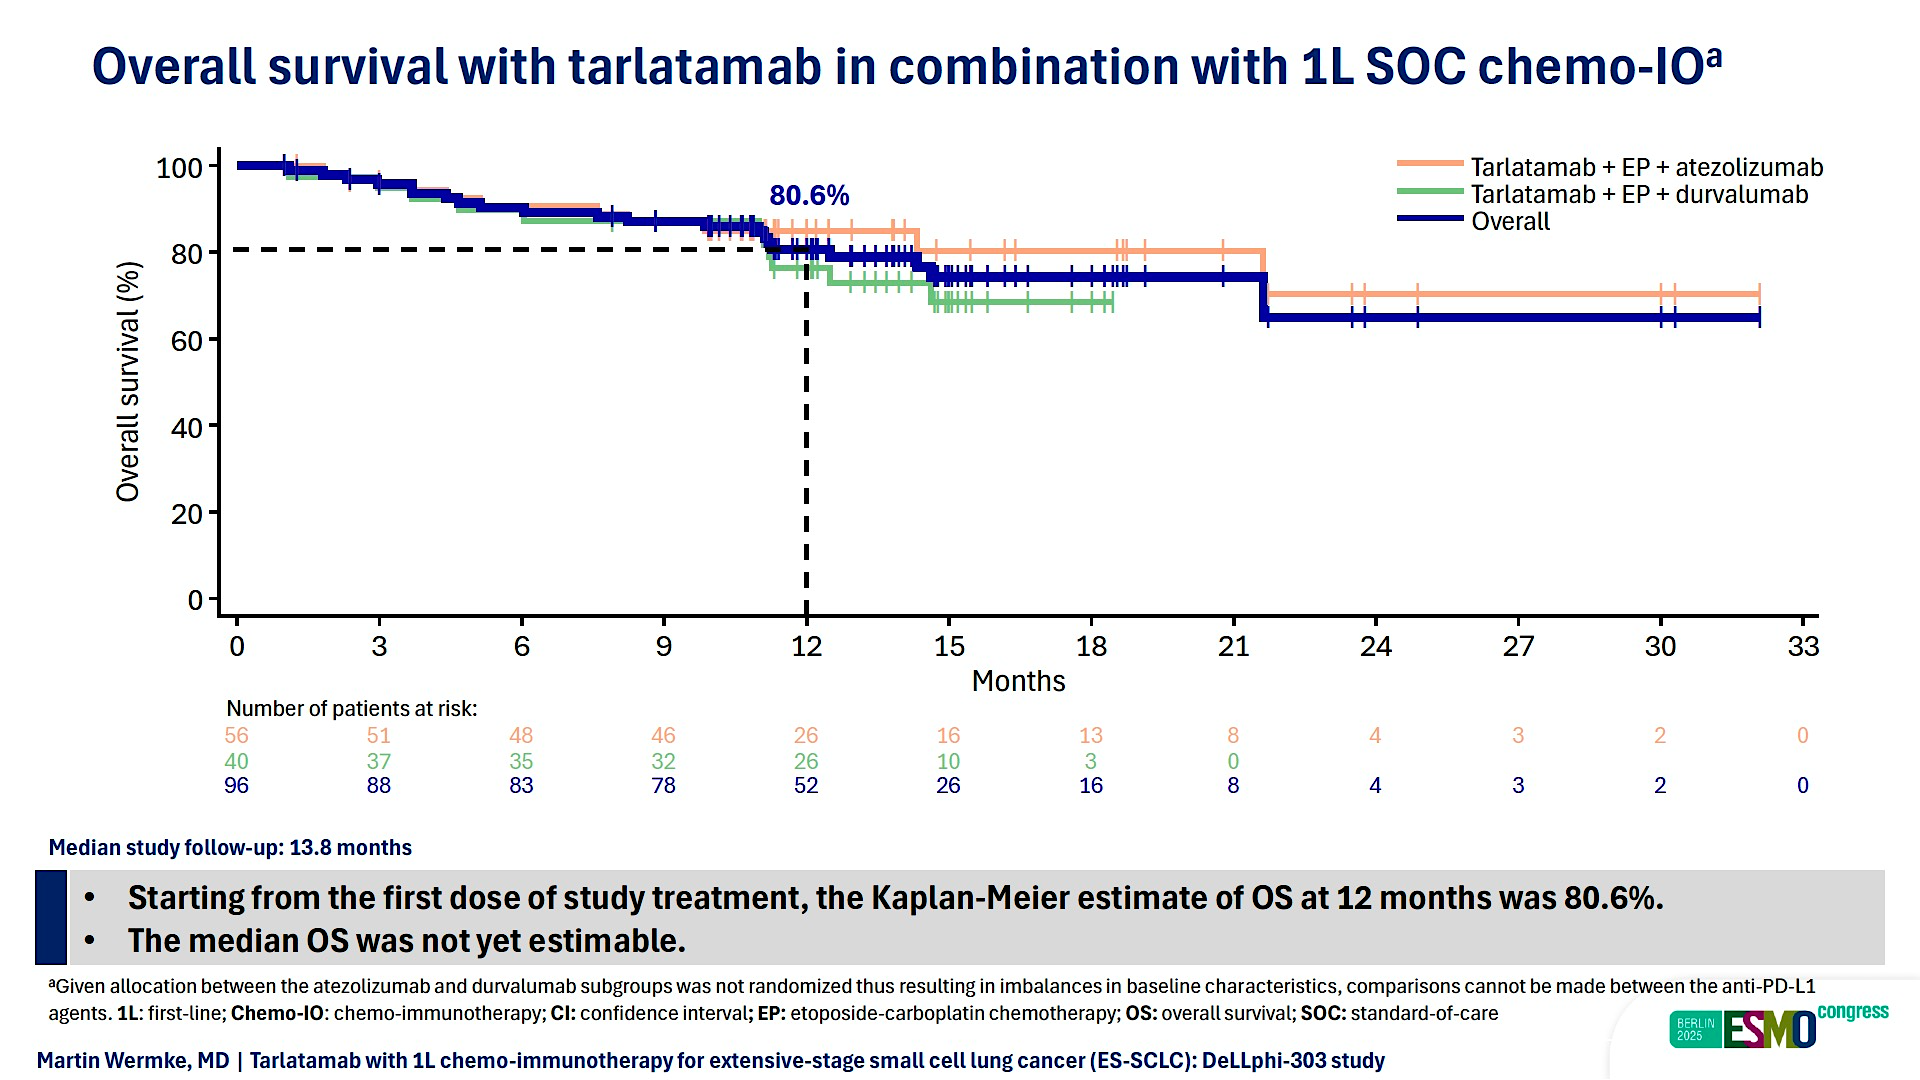 Overall survival with tarlatamab in combination with 1L SOC chemo-IOᵃ
100
80
60
40
20
0
Overall survival (%)
80.6%
Tarlatamab + EP + atezolizumab
Tarlatamab + EP + durvalumab
Overall
0 3 6 9 12 15 18 21 24 27 30 33
Months
Number of patients at risk:
56 51 48 46 26 16 13 8 4 3 2 0
40 37 35 32 26 10 3 0
96 88 83 78 52 26 16 8 4 3 2 0
Median study follow-up: 13.8 months
• Starting from the first dose of study treatment, the Kaplan-Meier estimate of OS at 12 months was 80.6%.
• The median OS was not yet estimable.
ᵃGiven allocation between the atezolizumab and durvalumab subgroups was not randomized thus resulting in imbalances in baseline characteristics, comparisons cannot be made between the anti-PD-L1
agents. 1L: first-line; Chemo-IO: chemo-immunotherapy; CI: confidence interval; EP: etoposide-carboplatin chemotherapy; OS: overall survival; SOC: standard-of-care
BERLIN
2025
ESMO congress
Martin Wermke, MD | Tarlatamab with 1L chemo-immunotherapy for extensive-stage small cell lung cancer (ES-SCLC): DeLLphi-303 study